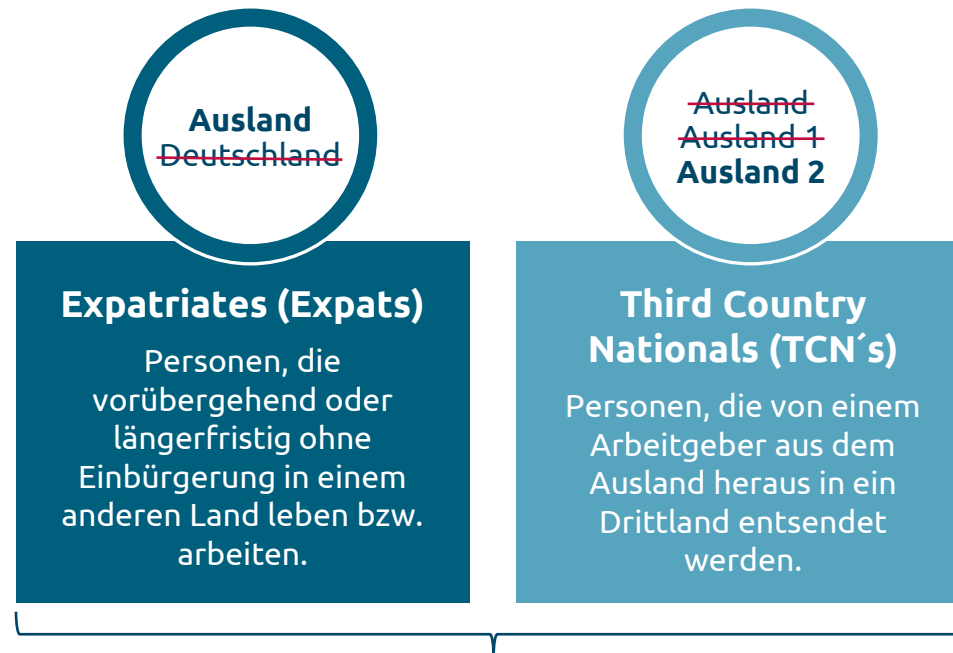 Ausland
Deutschland
Expatriates (Expats)
Personen, die
vorübergehend oder
längerfristig ohne
Einbürgerung in einem
anderen Land leben bzw.
arbeiten.
Ausland
Ausland 1
Ausland 2
Third Country
Nationals (TCN´s)
Personen, die von einem
Arbeitgeber aus dem
Ausland heraus in ein
Drittland entsendet
werden.